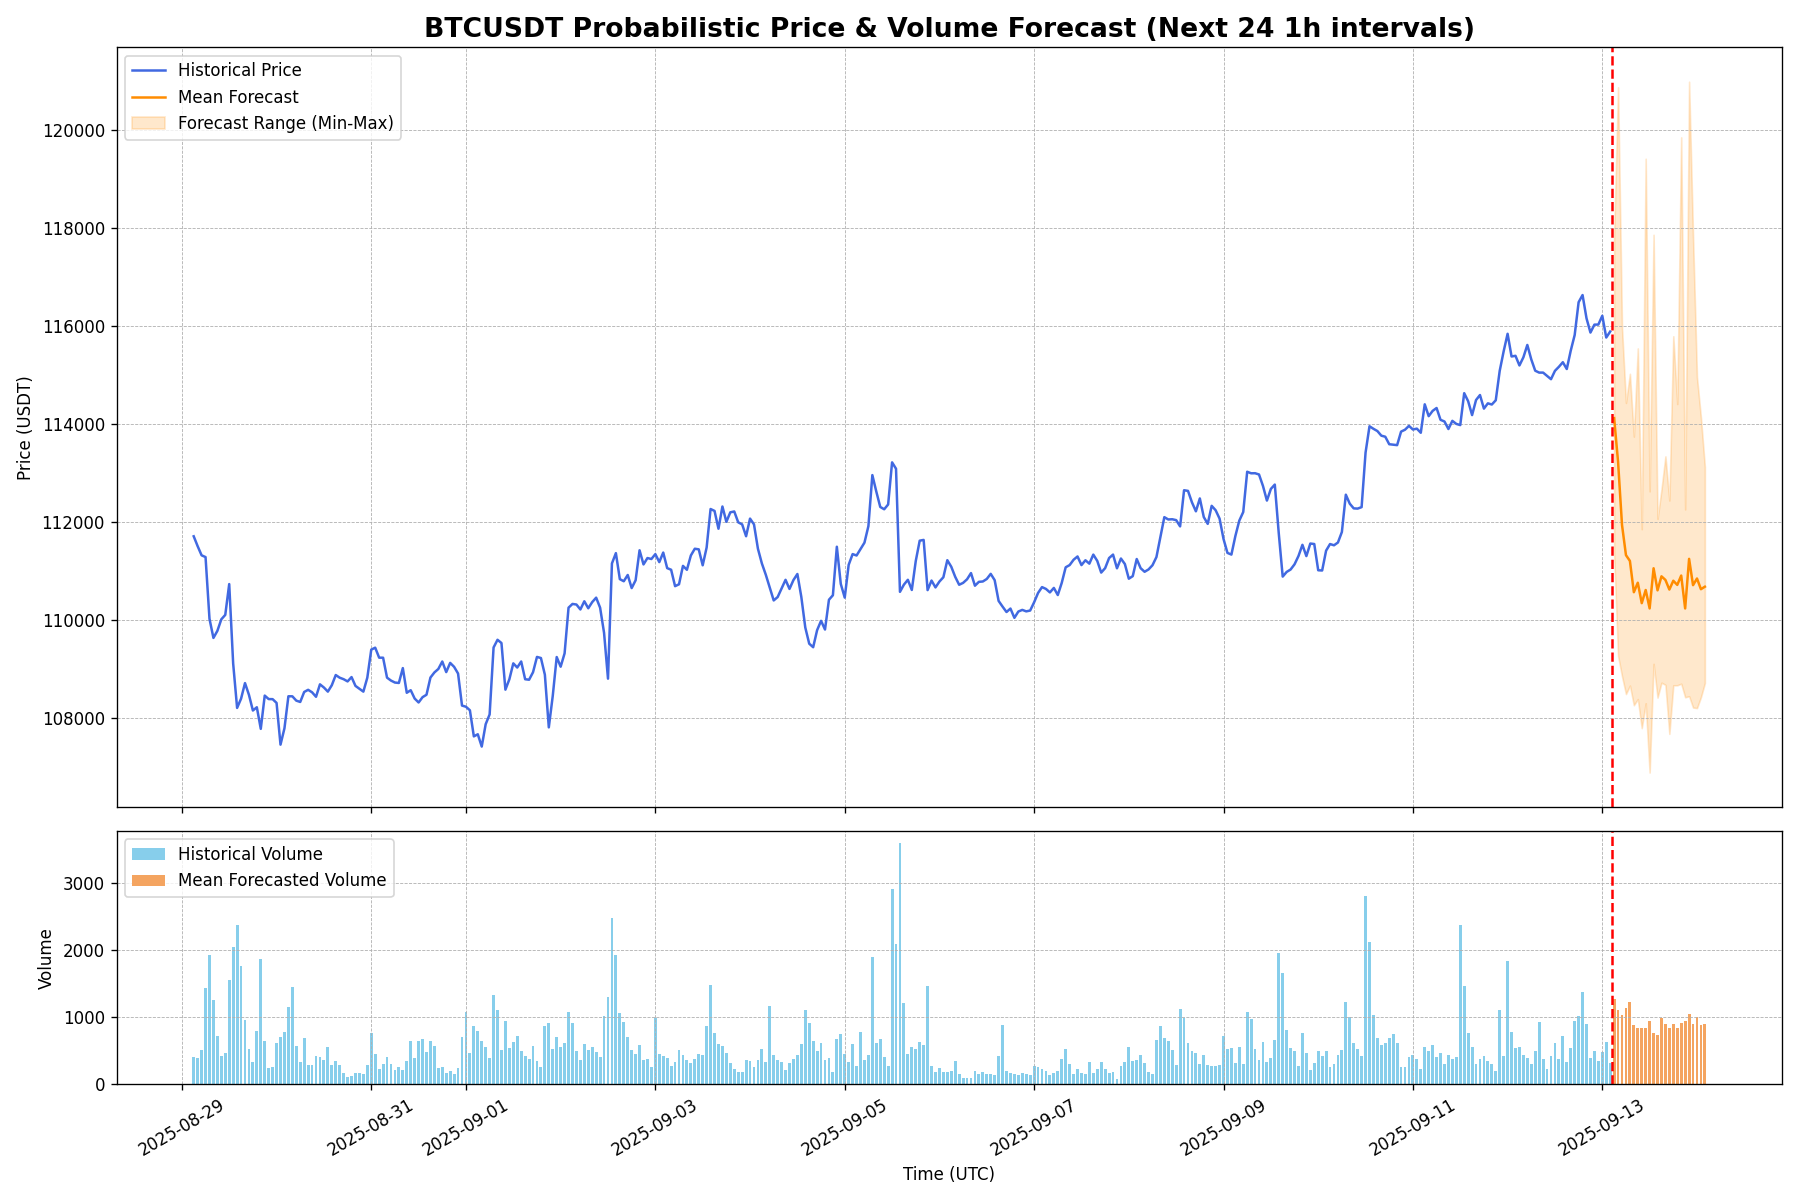 BTCUSDT Probabilistic Price & Volume Forecast (Next 24 1h intervals)
Historical Price
Mean Forecast
Forecast Range (Min-Max)
Price (USDT)
120000
118000
116000
114000
112000
110000
108000
Historical Volume
Mean Forecasted Volume
Volume
3000
2000
1000
0
2025-08-29
2025-08-31
2025-09-01
2025-09-03
2025-09-05
2025-09-07
2025-09-09
2025-09-11
2025-09-13
Time (UTC)